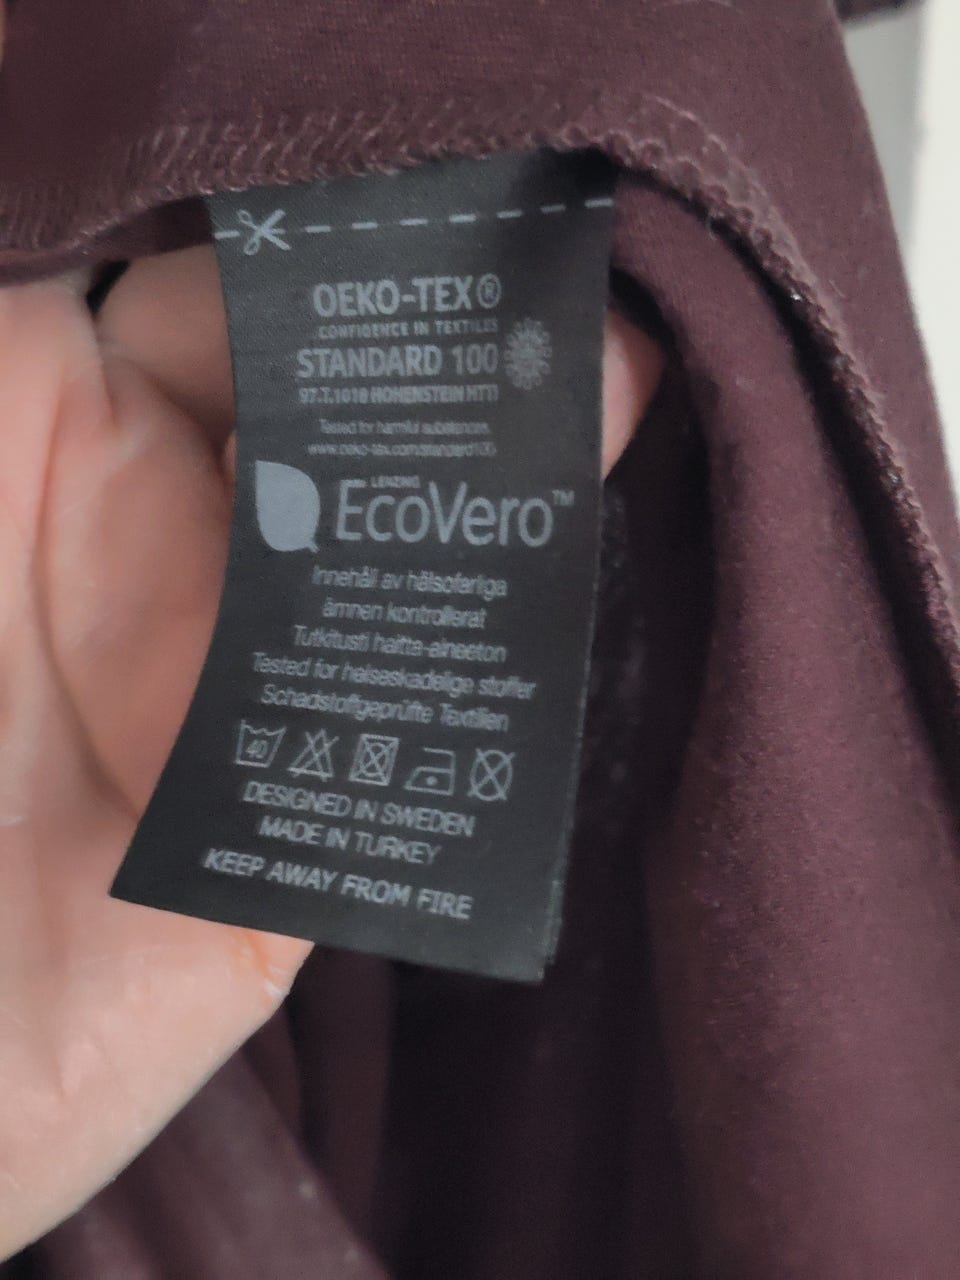 OEKO-TEX®
CONFIDENCE IN TEXTILES
STANDARD 100
97.T.1018 HOHENSTEIN HTTI
Tested for harmful substances.
www.oeko-tex.com/standard100
LENZING
EcoVero™
Innehåll av hälsofarliga
ämnen kontrollerat
Tutkitusti haitta-aineeton
Tested for helseskadelige stoffer
Schadstoffgeprüfte Textilien
40
DESIGNED IN SWEDEN
MADE IN TURKEY
KEEP AWAY FROM FIRE